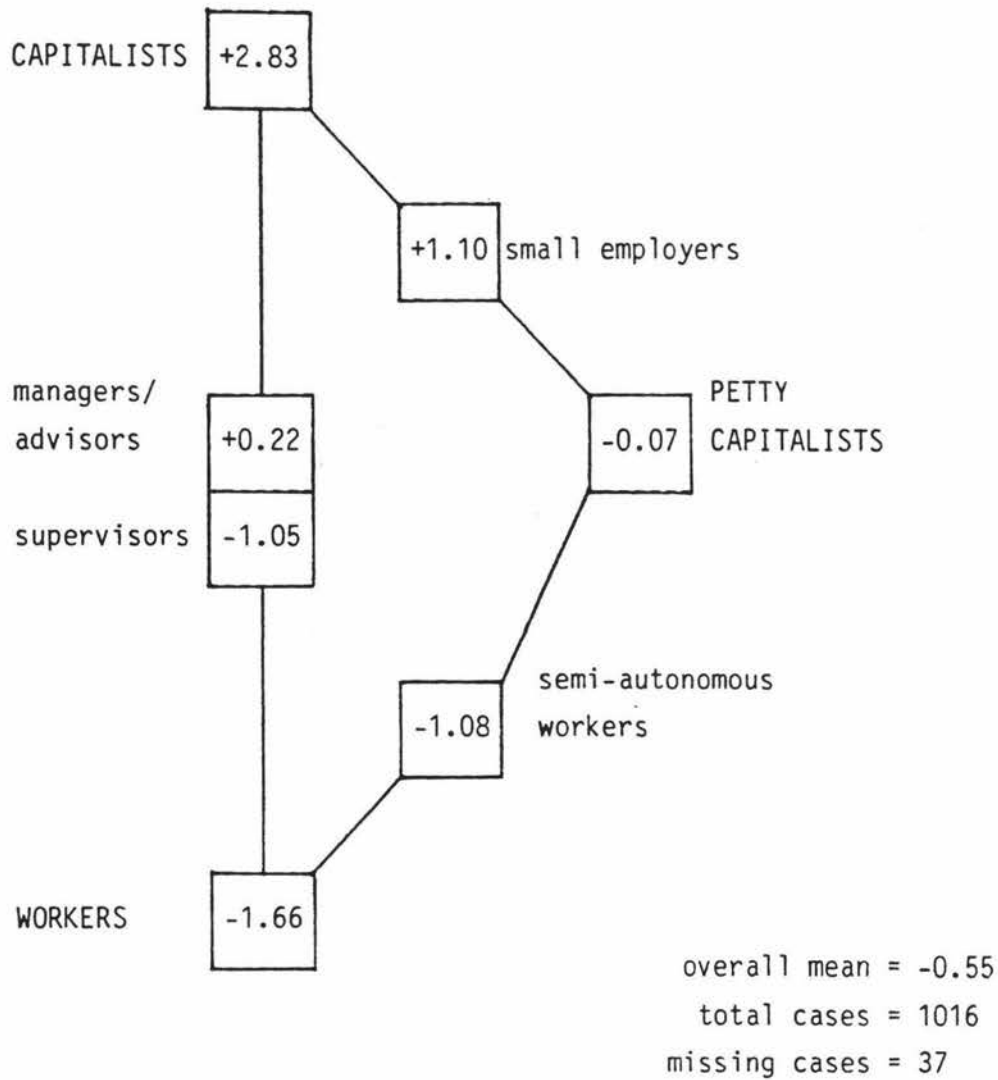 CAPITALISTS +2.83
+1.10 small employers
managers/
advisors +0.22
-0.07 PETTY
CAPITALISTS
supervisors -1.05
semi-autonomous
-1.08 workers
WORKERS -1.66
overall mean = -0.55
total cases = 1016
missing cases = 37